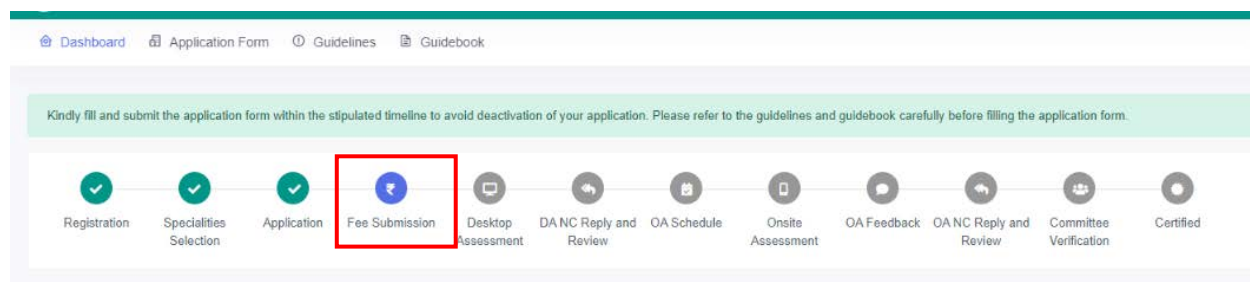 Dashboard Application Form Guidelines Guidebook
Kindly fill and submit the application form within the stipulated timeline to avoid deactivation of your application. Please refer to the guidelines and guidebook carefully before filling the application form.
₹
Registration Specialities Application Fee Submission Desktop DA NC Reply and OA Schedule Onsite OA Feedback OA NC Reply and Committee Certified
Selection Assessment Review Assessment Review Verification